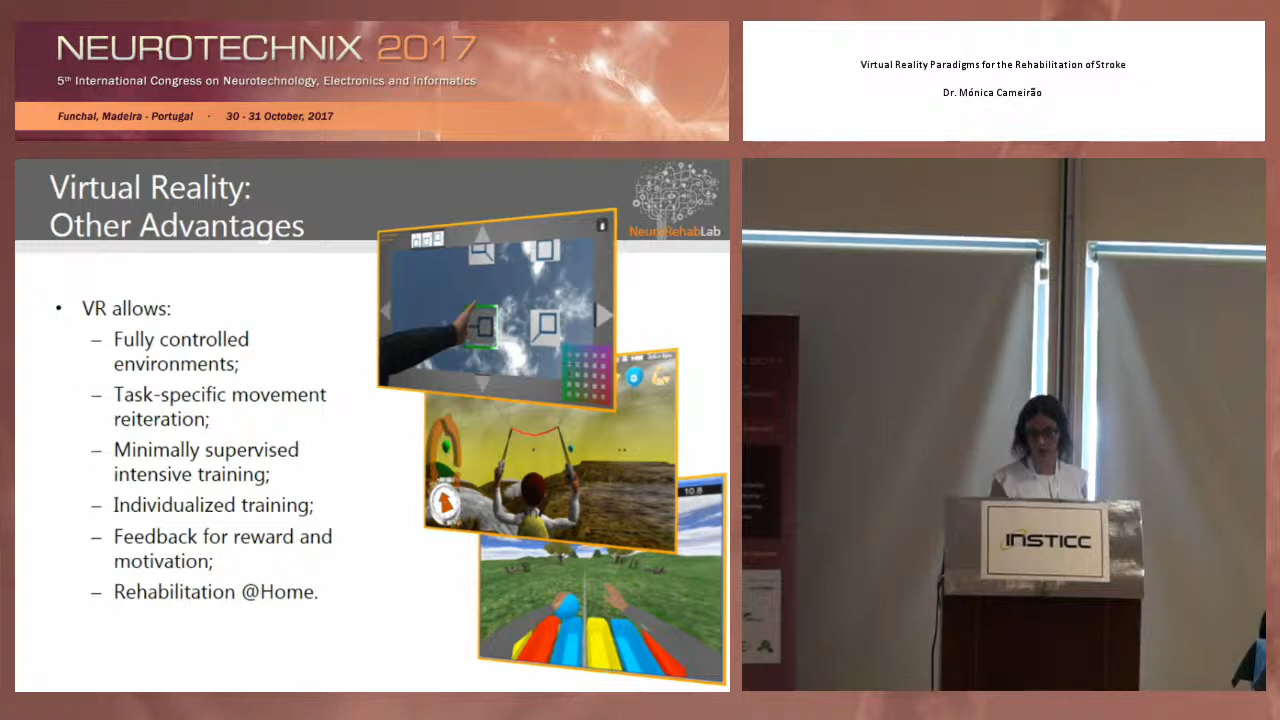 NEUROTECHNIX 2017
5th International Congress on Neurotechnology, Electronics and Informatics
Funchal, Madeira - Portugal · 30 - 31 October, 2017
Virtual Reality Paradigms for the Rehabilitation of Stroke
Dr. Mónica Cameirão
Virtual Reality:
Other Advantages
NeuroRehabLab
• VR allows:
– Fully controlled
environments;
– Task-specific movement
reiteration;
– Minimally supervised
intensive training;
– Individualized training;
– Feedback for reward and
motivation;
– Rehabilitation @Home.
10.8
INSTICC